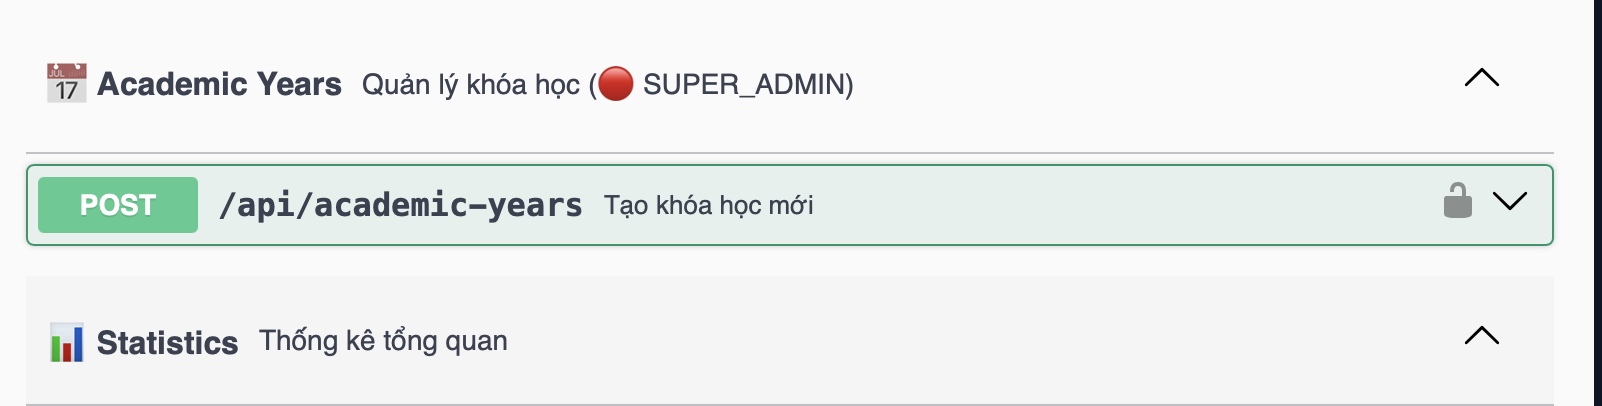 JUL 17 Academic Years Quản lý khóa học (🔴 SUPER_ADMIN)
POST /api/academic-years Tạo khóa học mới
Statistics Thống kê tổng quan